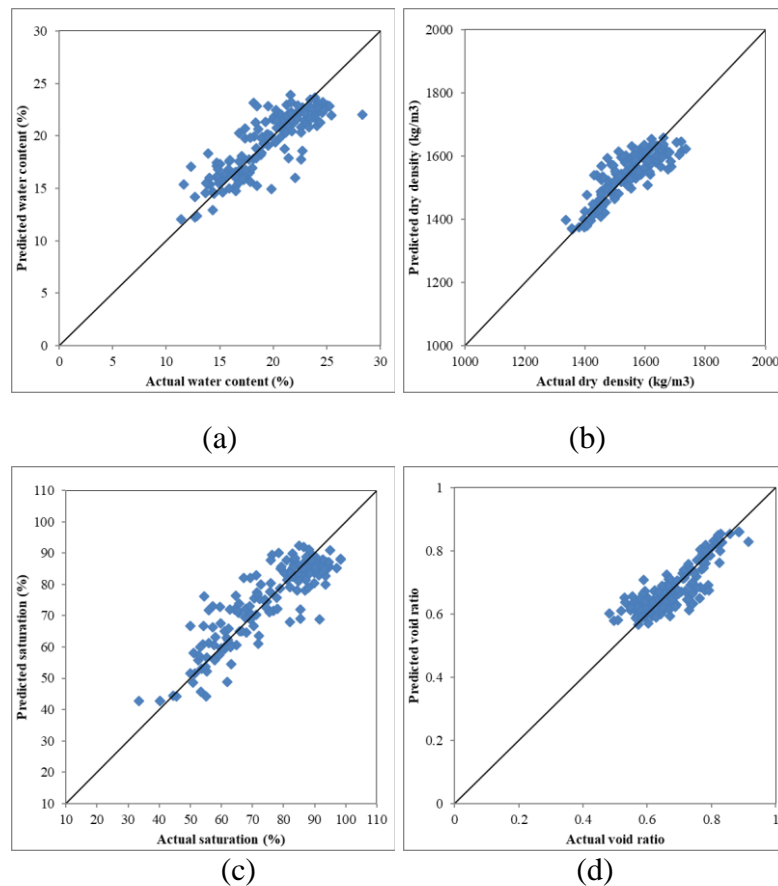 30
25
20
15
10
5
0
0 5 10 15 20 25 30
Predicted water content (%)
Actual water content (%)
(a)
2000
1800
1600
1400
1200
1000
1000 1200 1400 1600 1800 2000
Predicted dry density (kg/m3)
Actual dry density (kg/m3)
(b)
110
100
90
80
70
60
50
40
30
20
10
10 20 30 40 50 60 70 80 90 100 110
Predicted saturation (%)
Actual saturation (%)
(c)
1
0.8
0.6
0.4
0.2
0
0 0.2 0.4 0.6 0.8 1
Predicted void ratio
Actual void ratio
(d)